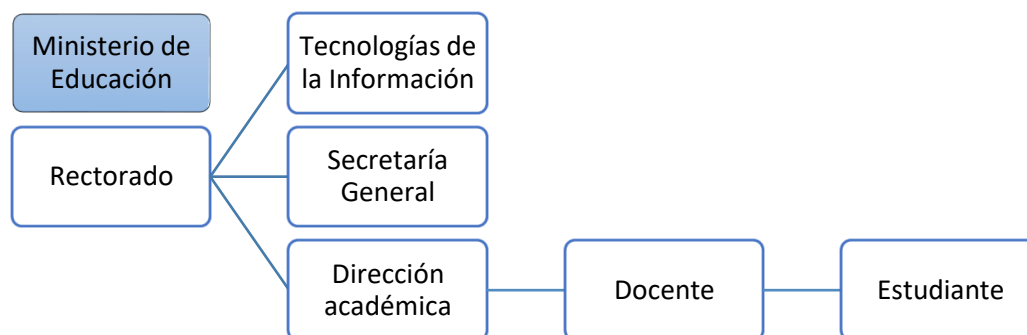 Ministerio de
Educación
Tecnologías de
la Información
Rectorado
Secretaría
General
Dirección
académica
Docente
Estudiante